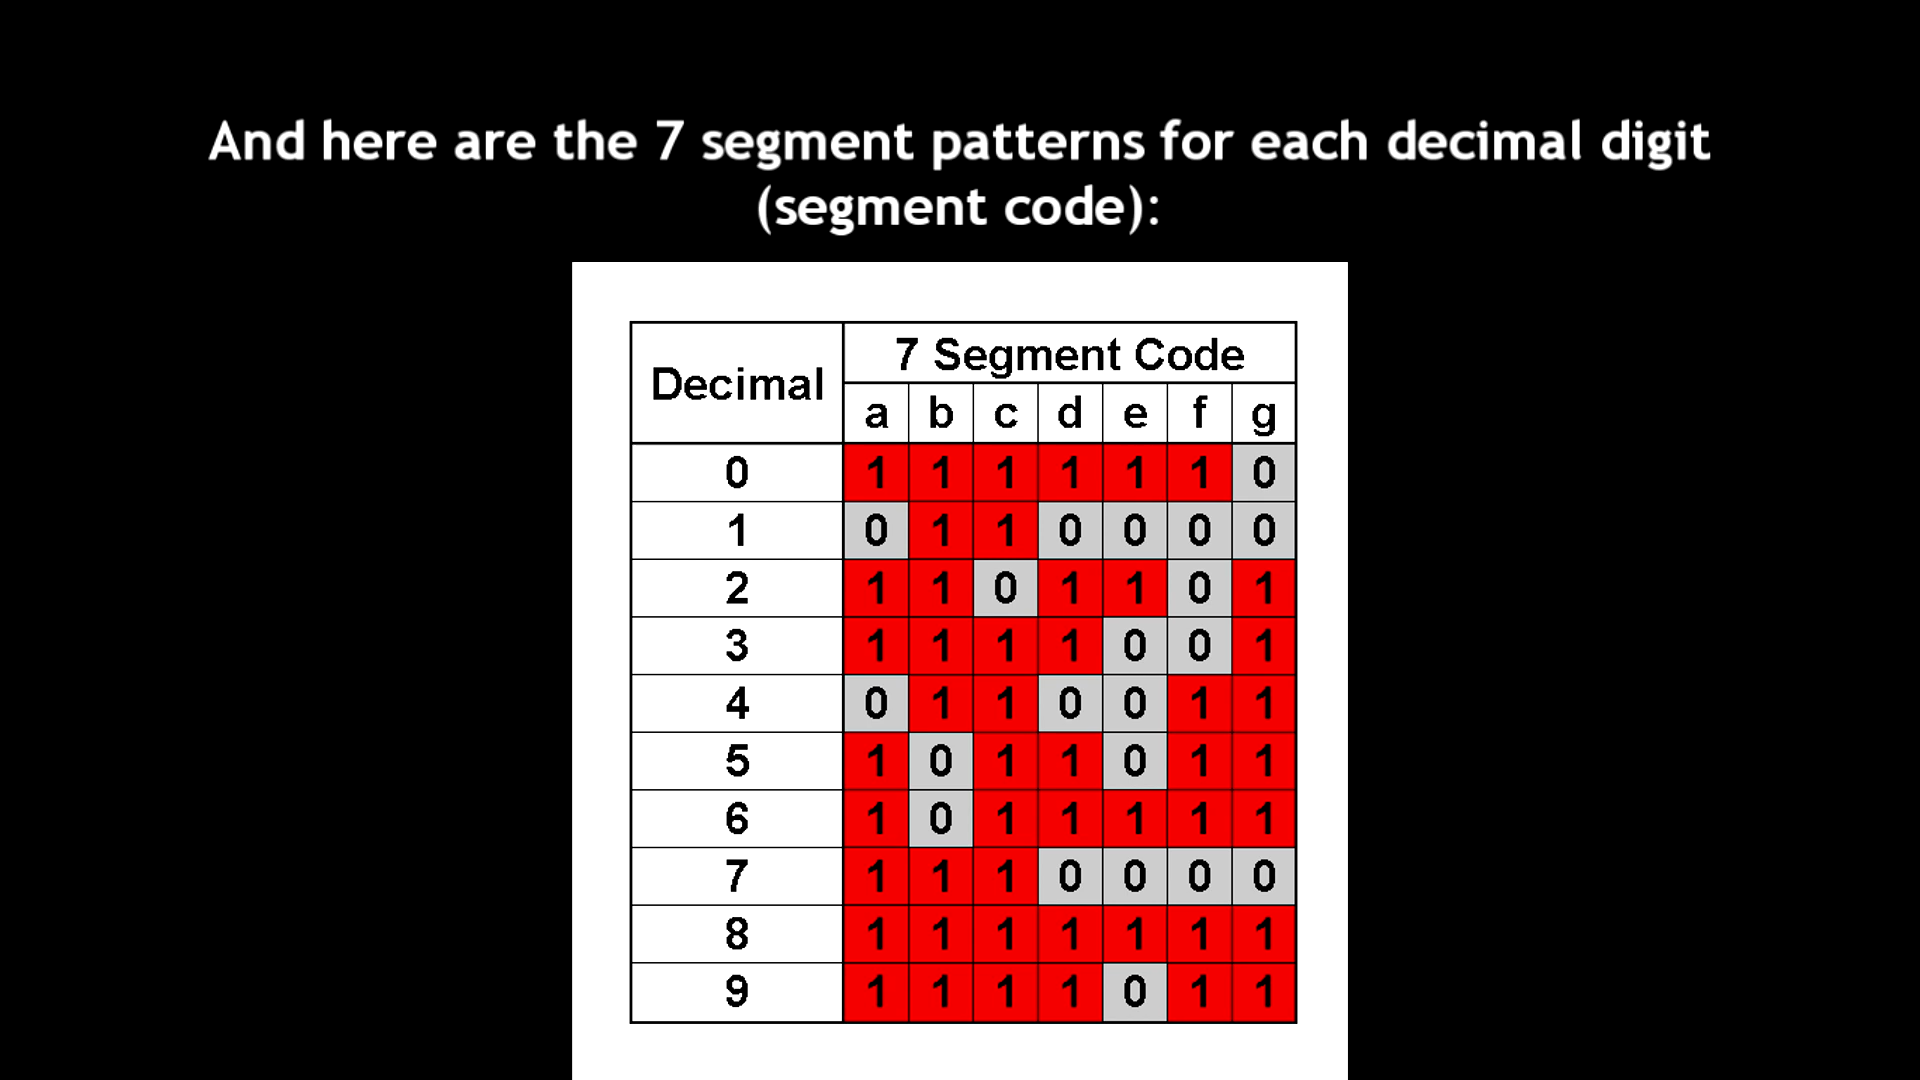 And here are the 7 segment patterns for each decimal digit
(segment code):
Decimal 7 Segment Code
a b c d e f g
0 1 1 1 1 1 1 0
1 0 1 1 0 0 0 0
2 1 1 0 1 1 0 1
3 1 1 1 1 0 0 1
4 0 1 1 0 0 1 1
5 1 0 1 1 0 1 1
6 1 0 1 1 1 1 1
7 1 1 1 0 0 0 0
8 1 1 1 1 1 1 1
9 1 1 1 1 0 1 1